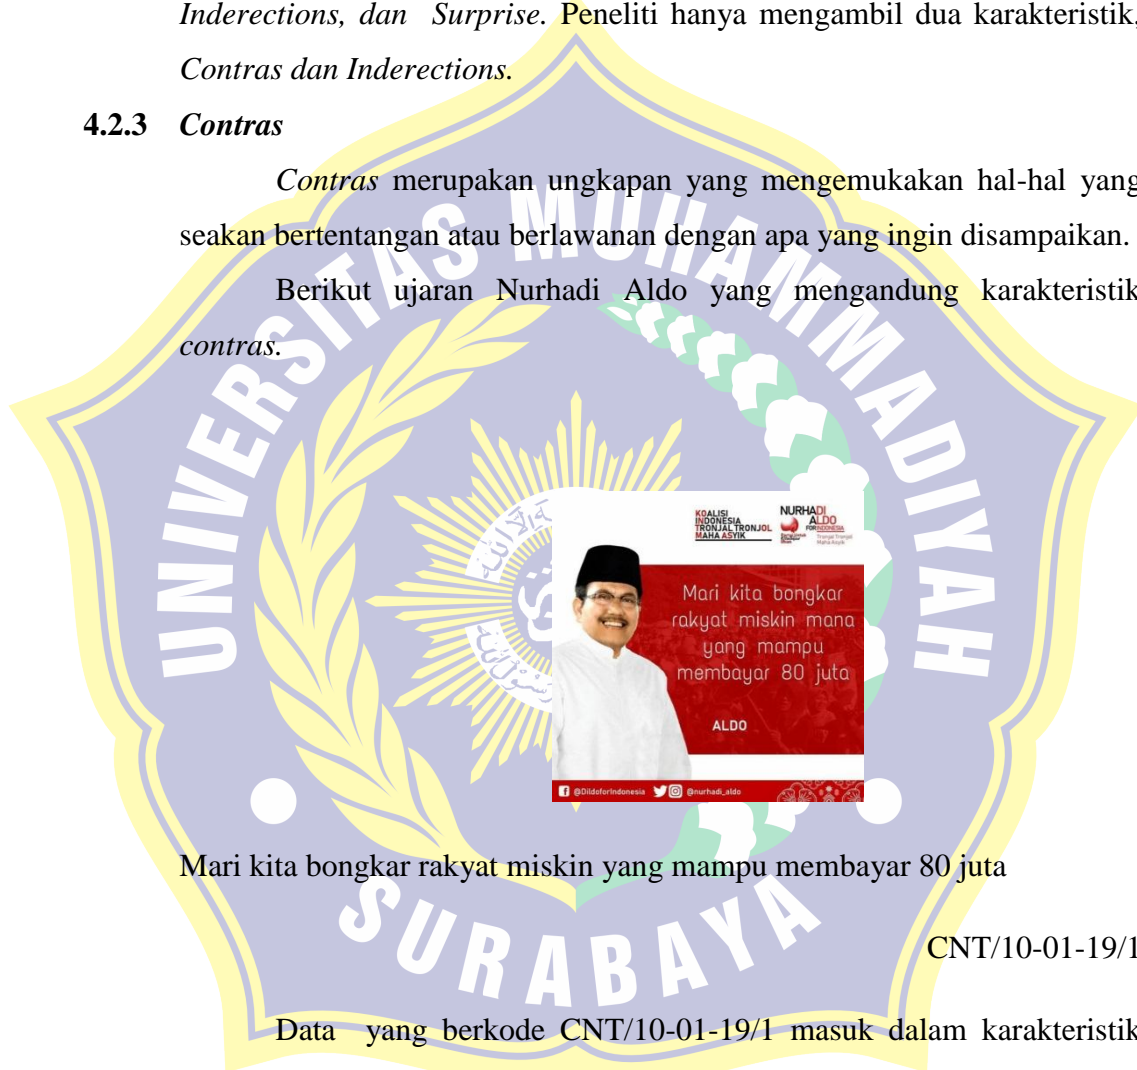 Inderections, dan Surprise. Peneliti hanya mengambil dua karakteristik,
Contras dan Inderections.
4.2.3 Contras
Contras merupakan ungkapan yang mengemukakan hal-hal yang
seakan bertentangan atau berlawanan dengan apa yang ingin disampaikan.
Berikut ujaran Nurhadi Aldo yang mengandung karakteristik
contras.
UNIVERSITAS MUHAMMADIYAH
SURABAYA
KOALISI
INDONESIA
TRONJAL TRONJOL
MAHA ASYIK
NURHADI
ALDO
FOR INDONESIA
Tronjal Tronjol
Maha Asyik
Mari kita bongkar
rakyat miskin mana
yang mampu
membayar 80 juta
ALDO
@DildoforIndonesia @nurhadi_aldo
Mari kita bongkar rakyat miskin yang mampu membayar 80 juta
CNT/10-01-19/1
Data yang berkode CNT/10-01-19/1 masuk dalam karakteristik